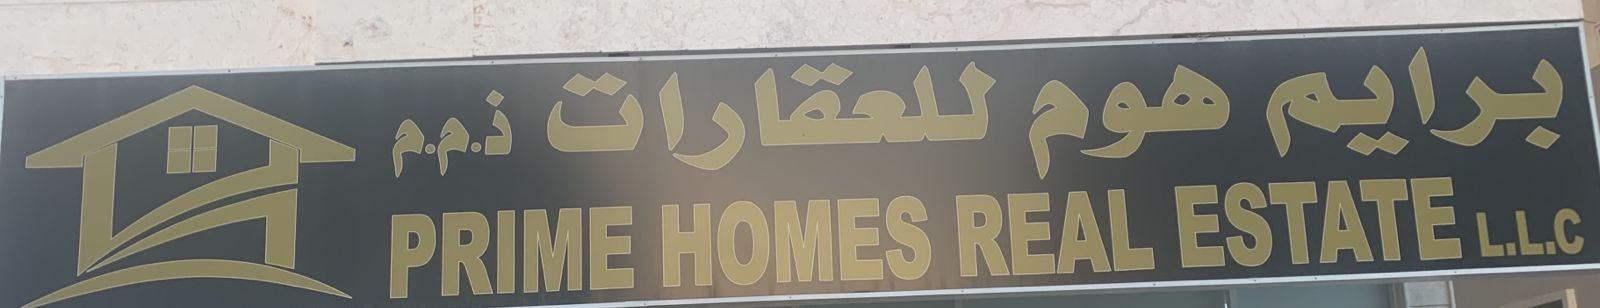 برايم هوم للعقارات ذ.م.م
PRIME HOMES REAL ESTATE L.L.C